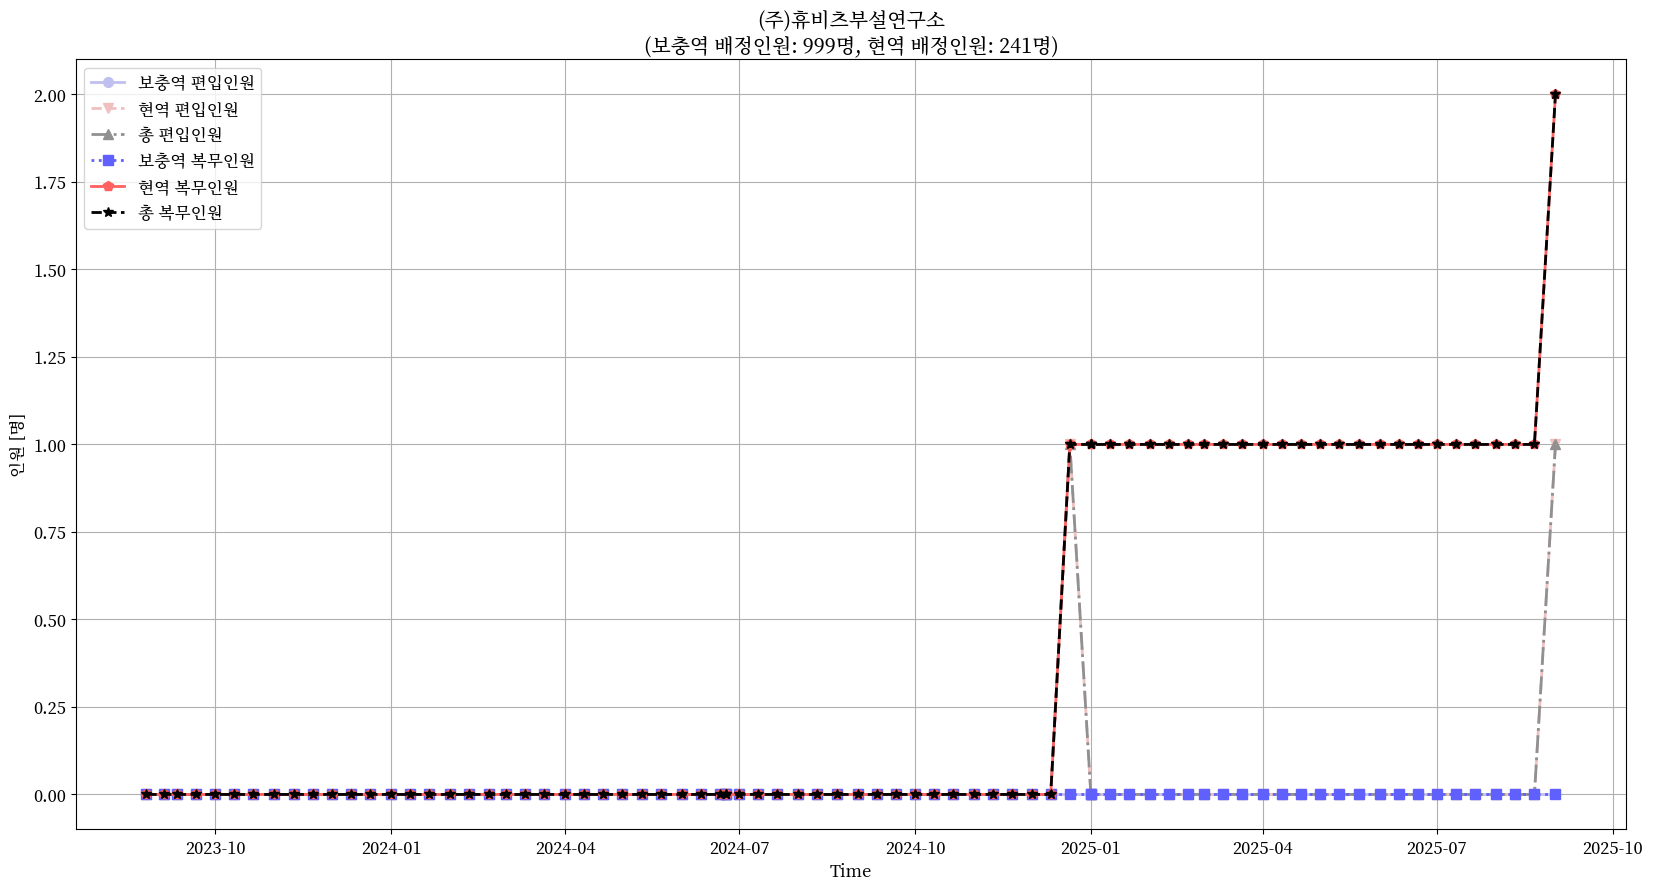 (주)휴비츠부설연구소
(보충역 배정인원: 999명, 현역 배정인원: 241명)
보충역 편입인원
현역 편입인원
총 편입인원
보충역 복무인원
현역 복무인원
총 복무인원
2.00
1.75
1.50
1.25
1.00
0.75
0.50
0.25
0.00
인원 [명]
2023-10
2024-01
2024-04
2024-07
2024-10
2025-01
2025-04
2025-07
2025-10
Time